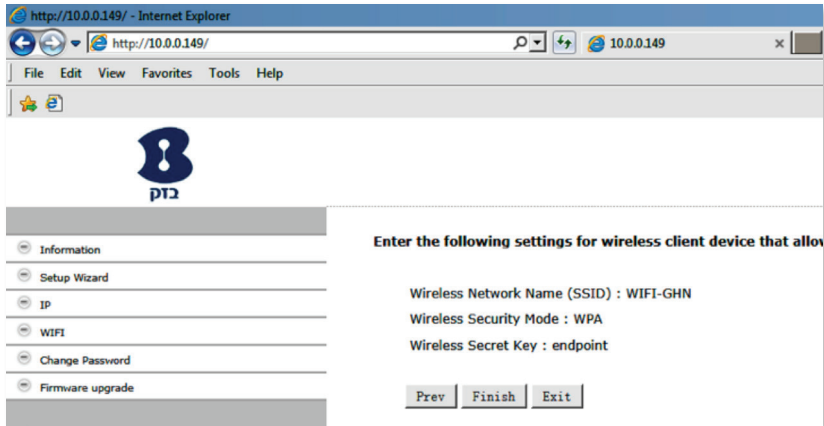 http://10.0.0.149/ - Internet Explorer
http://10.0.0.149/
10.0.0.149
File Edit View Favorites Tools Help
בזק
Information
Setup Wizard
IP
WIFI
Change Password
Firmware upgrade
Enter the following settings for wireless client device that allow
Wireless Network Name (SSID) : WIFI-GHN
Wireless Security Mode : WPA
Wireless Secret Key : endpoint
Prev Finish Exit